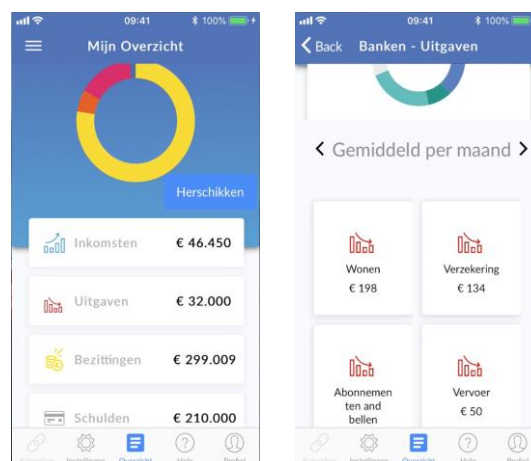 09:41
100%
Mijn Overzicht
Herschikken
Inkomsten € 46.450
Uitgaven € 32.000
Bezittingen € 299.009
Schulden € 210.000
Instellingen Overzicht Help Profiel
09:41
100%
Back Banken - Uitgaven
Gemiddeld per maand
Wonen
€ 198
Verzekering
€ 134
Abonnemen
ten and
bellen
Vervoer
€ 50
Instellingen Overzicht Help Profiel